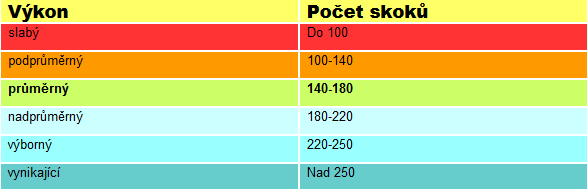 Výkon Počet skoků
slabý Do 100
podprůměrný 100-140
průměrný 140-180
nadprůměrný 180-220
výborný 220-250
vynikající Nad 250